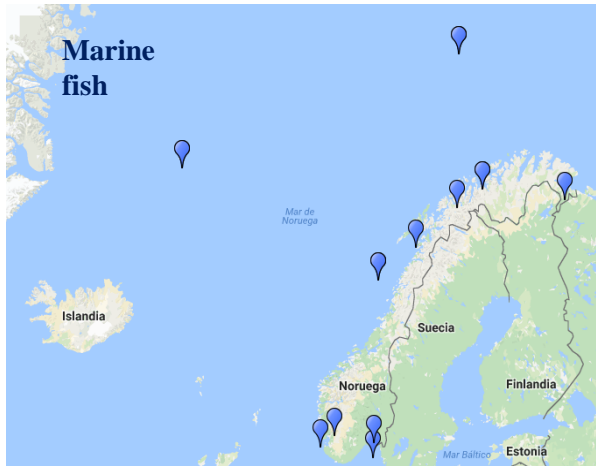 Marine
fish
Mar de
Noruega
Islandia
Suecia
Noruega
Finlandia
Mar Báltico
Estonia